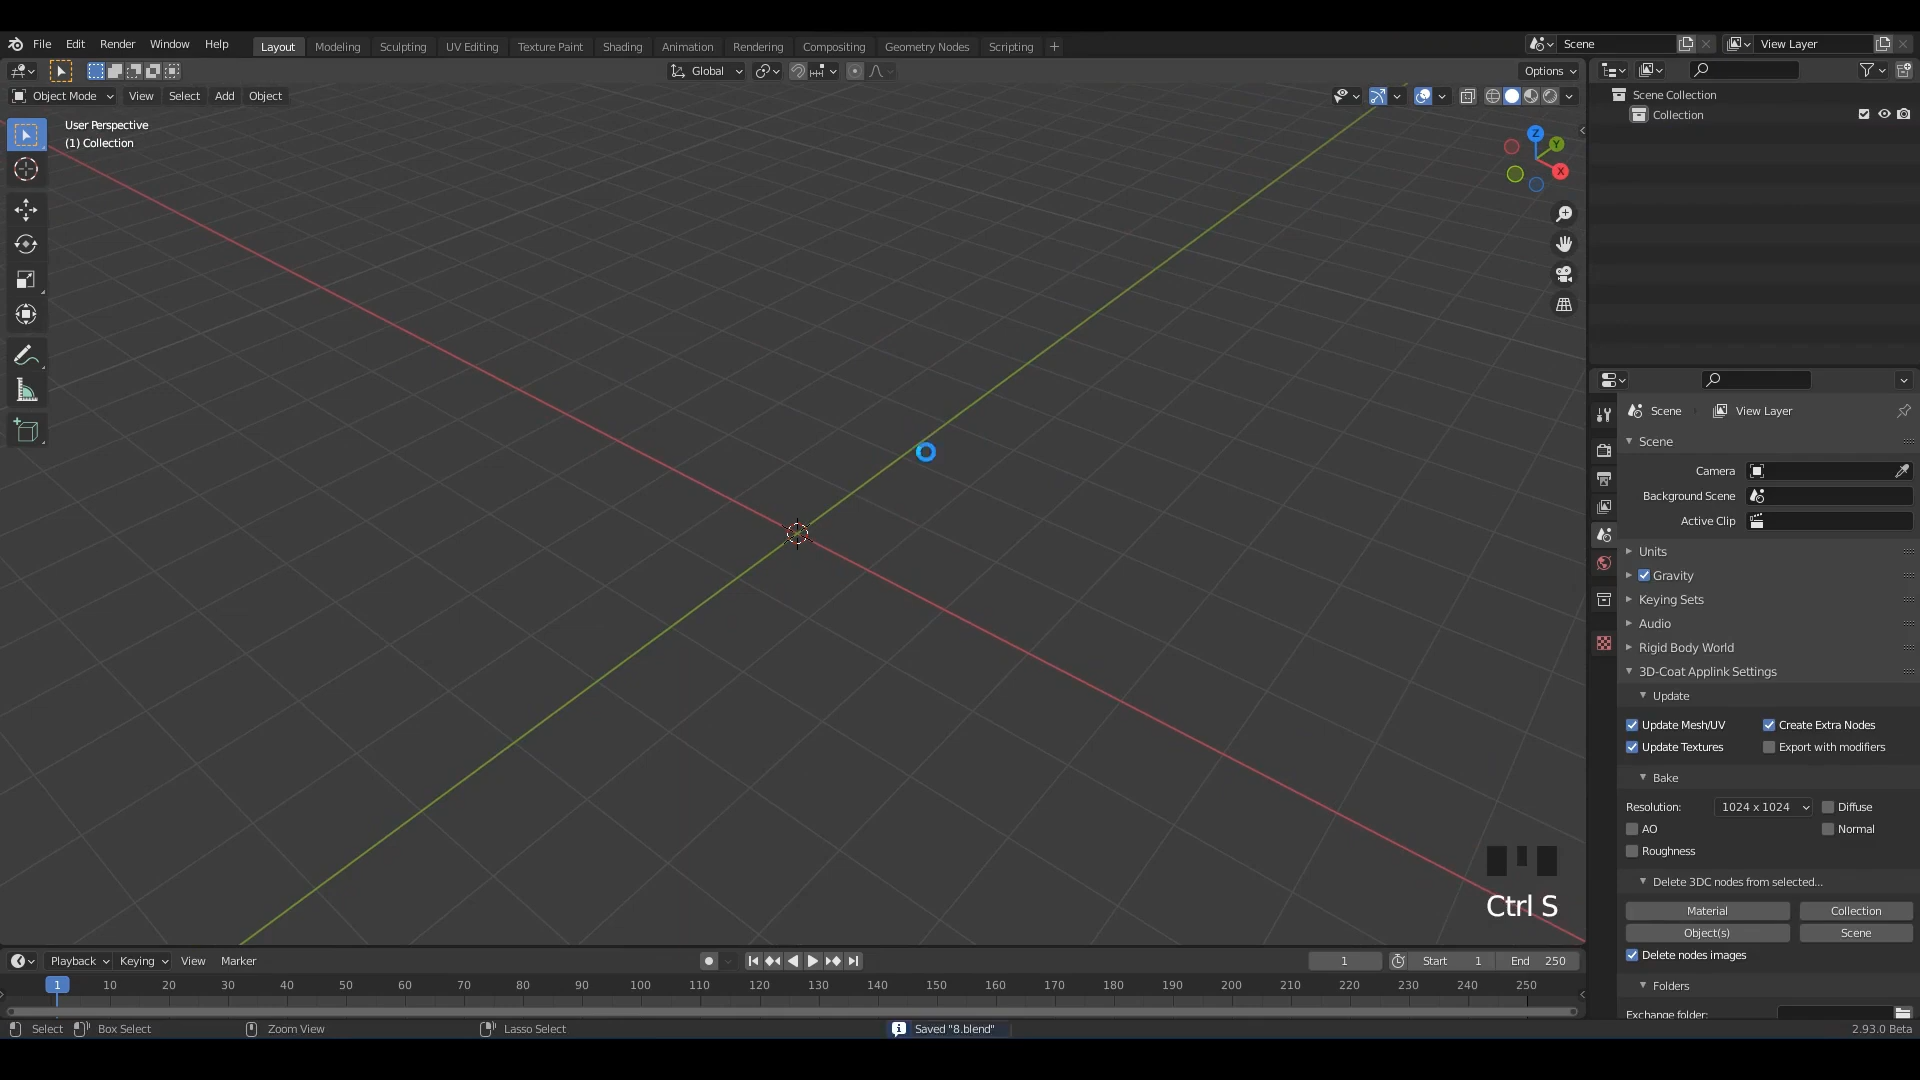 File Edit Render Window Help Layout Modeling Sculpting UV Editing Texture Paint Shading Animation Rendering Compositing Geometry Nodes Scripting + Scene View Layer
Global Options
Object Mode View Select Add Object
User Perspective
(1) Collection
Z
Y
X
Scene Collection
Collection
Scene View Layer
Scene
Camera
Background Scene
Active Clip
Units
Gravity
Keying Sets
Audio
Rigid Body World
3D-Coat Applink Settings
Update
Update Mesh/UV Create Extra Nodes
Update Textures Export with modifiers
Bake
Resolution: 1024 x 1024 Diffuse
AO Normal
Roughness
Delete 3DC nodes from selected...
Material Collection
Object(s) Scene
Delete nodes images
Folders
Exchange folder:
Ctrl S
Playback Keying View Marker 1 Start 1 End 250
1 10 20 30 40 50 60 70 80 90 100 110 120 130 140 150 160 170 180 190 200 210 220 230 240 250
Select Box Select Zoom View Lasso Select Saved "8.blend" 2.93.0 Beta